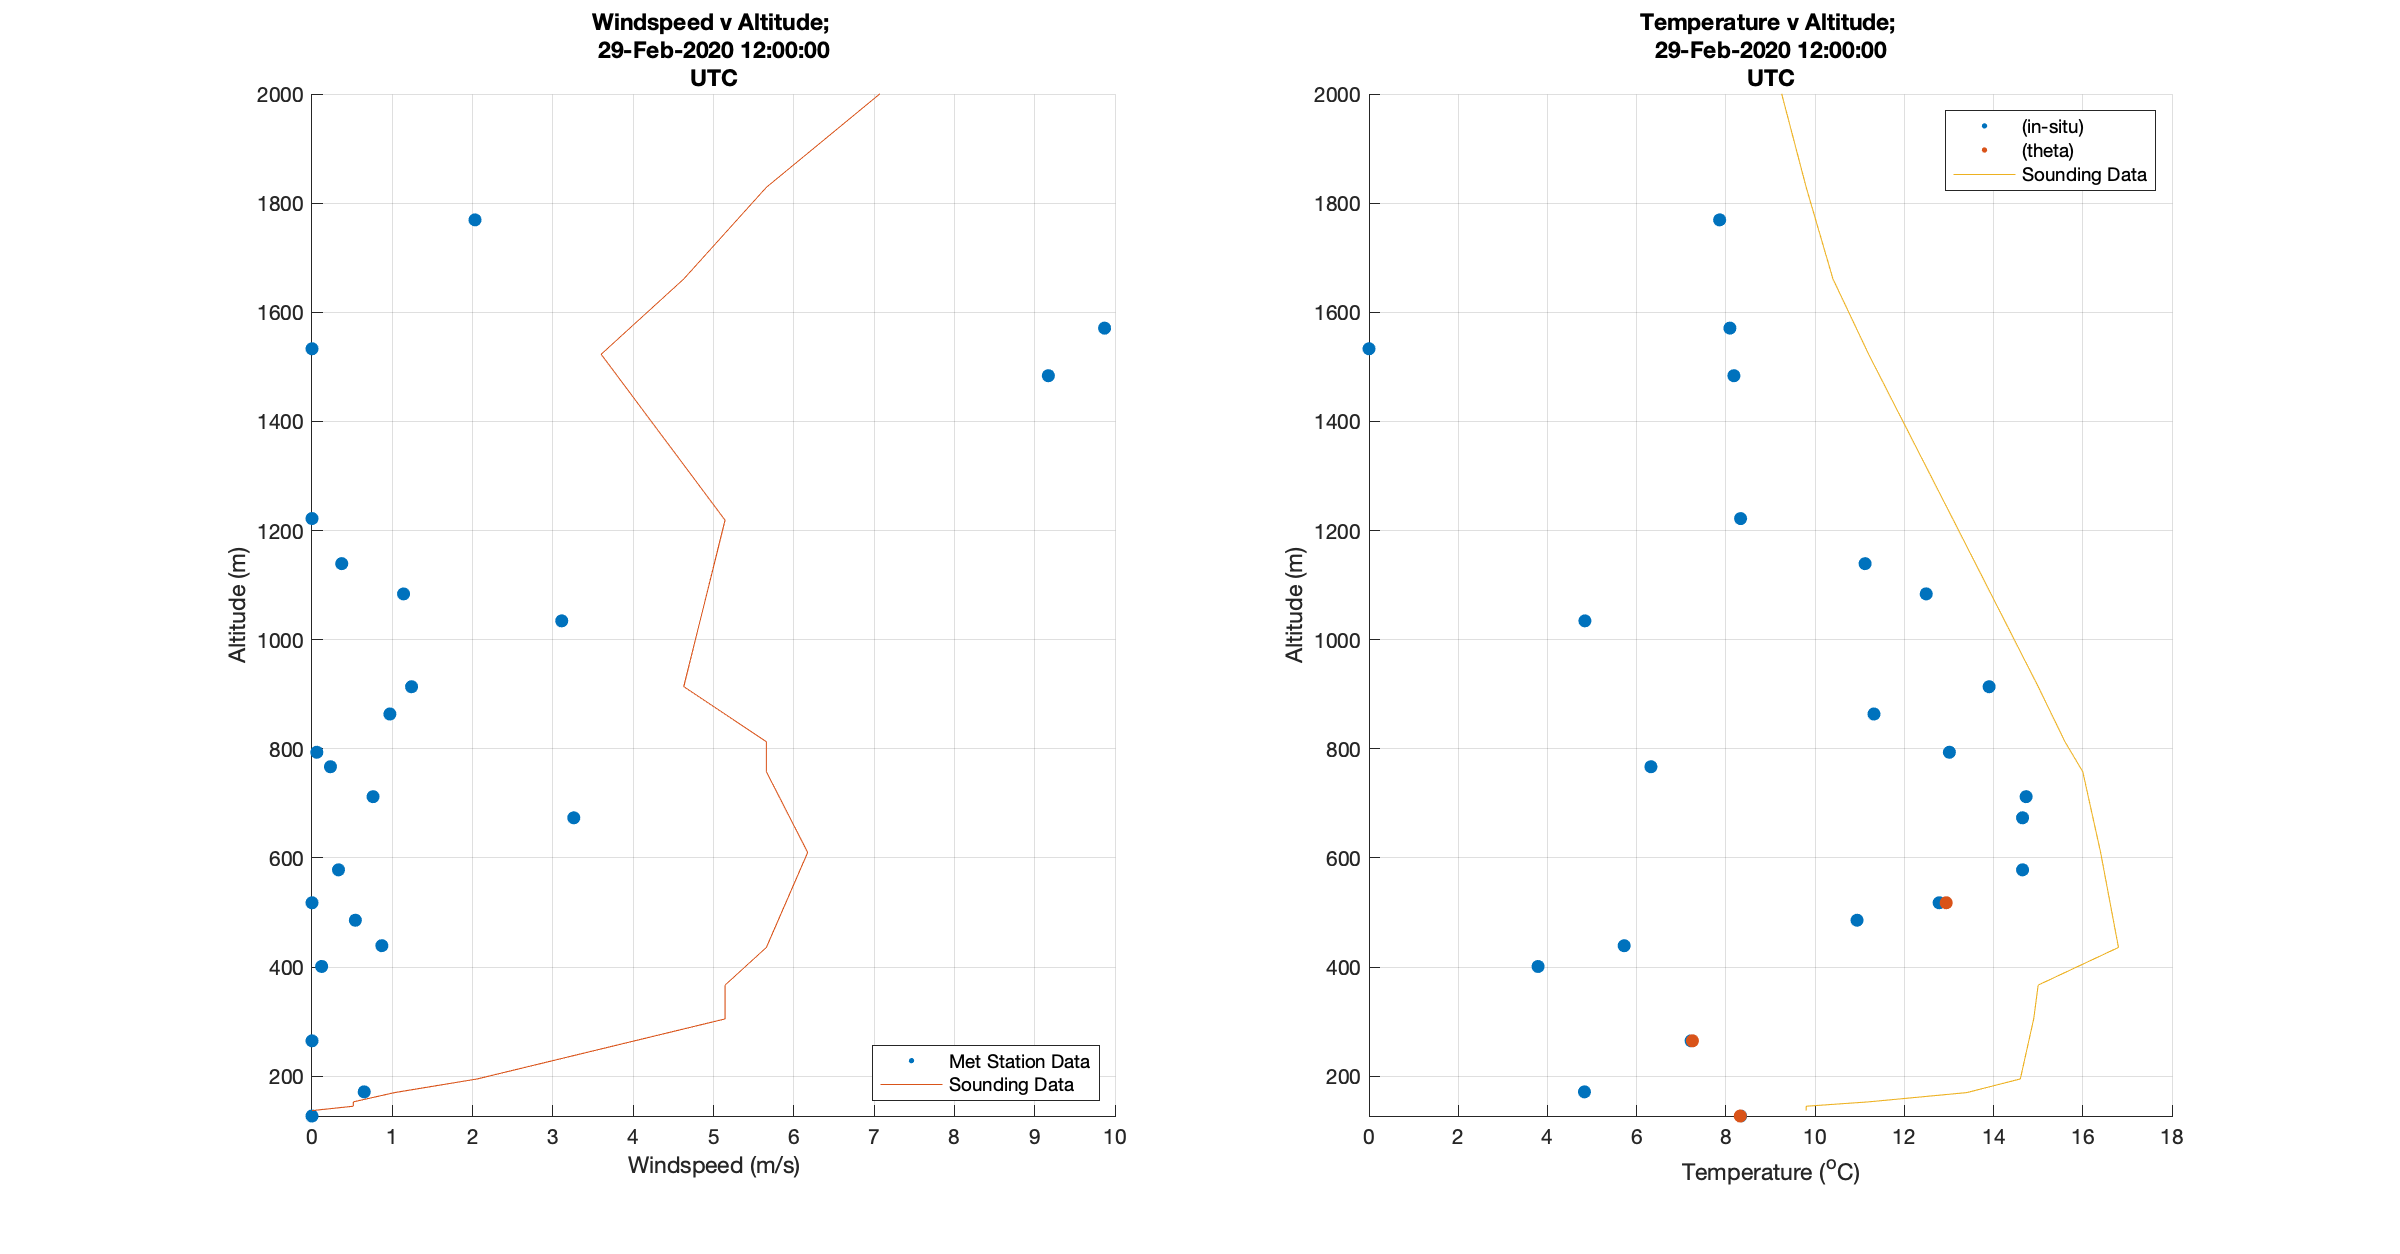 Windspeed v Altitude;
29-Feb-2020 12:00:00
UTC
2000
1800
1600
1400
1200
1000
800
600
400
200
Altitude (m)
0 1 2 3 4 5 6 7 8 9 10
Windspeed (m/s)
Met Station Data
Sounding Data
Temperature v Altitude;
29-Feb-2020 12:00:00
UTC
2000
1800
1600
1400
1200
1000
800
600
400
200
Altitude (m)
0 2 4 6 8 10 12 14 16 18
Temperature (°C)
(in-situ)
(theta)
Sounding Data